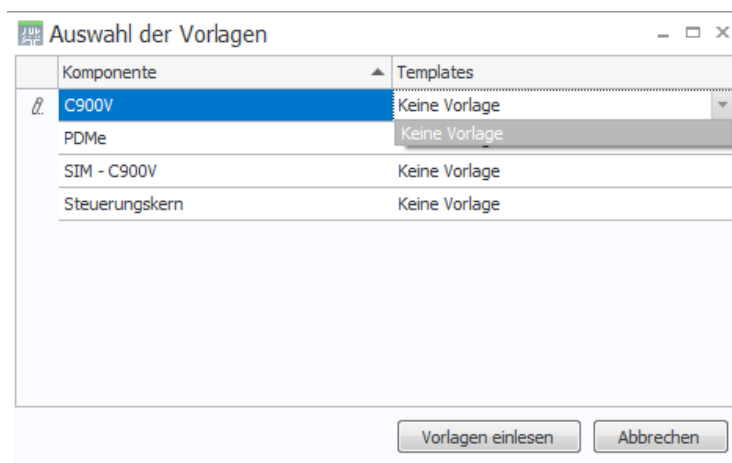 Auswahl der Vorlagen
Komponente Templates
C900V Keine Vorlage
PDMe Keine Vorlage
SIM - C900V Keine Vorlage
Steuerungskern Keine Vorlage
Vorlagen einlesen Abbrechen